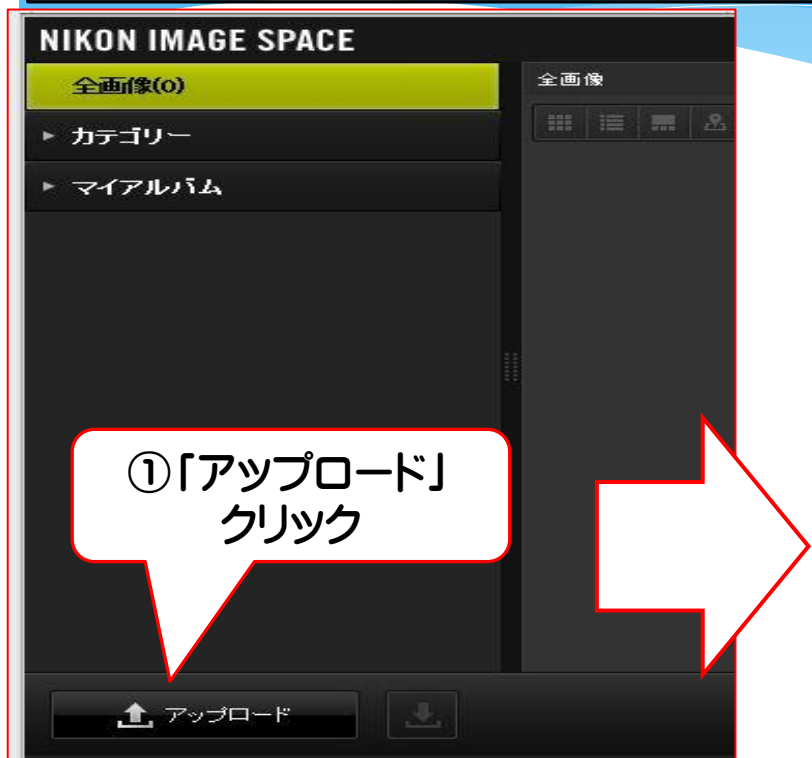 NIKON IMAGE SPACE
全画像(0)
全画像
▶ カテゴリー
▶ マイアルバム
①「アップロード」
クリック
アップロード